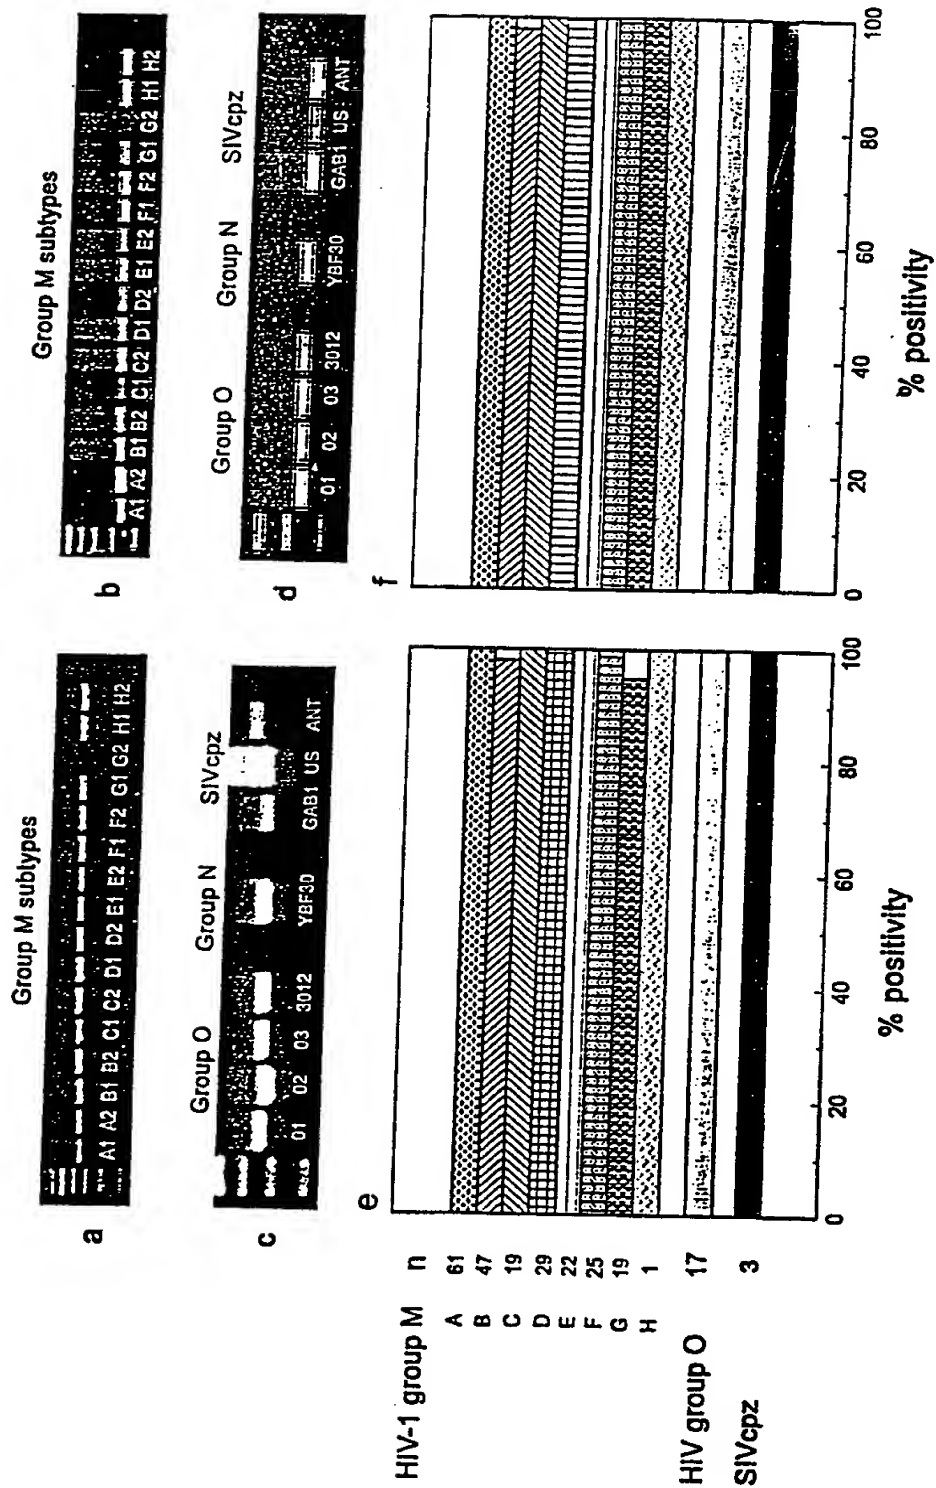 a
Group M subtypes
A1 A2 B1 B2 C1 C2 D1 D2 E1 E2 F1 F2 G1 G2 H1 H2
b
Group M subtypes
A1 A2 B1 B2 C1 C2 D1 D2 E1 E2 F1 F2 G1 G2 H1 H2
c
Group O Group N SIVcpz
01 02 03 3012 YBF30 GAB1 US ANT
d
Group O Group N SIVcpz
01 02 03 3012 YBF30 GAB1 US ANT
e
f
HIV-1 group M n
A 61
B 47
C 19
D 29
E 22
F 25
G 19
H 1
HIV group O 17
SIVcpz 3
0 20 40 60 80 100
% positivity
0 20 40 60 80 100
% positivity